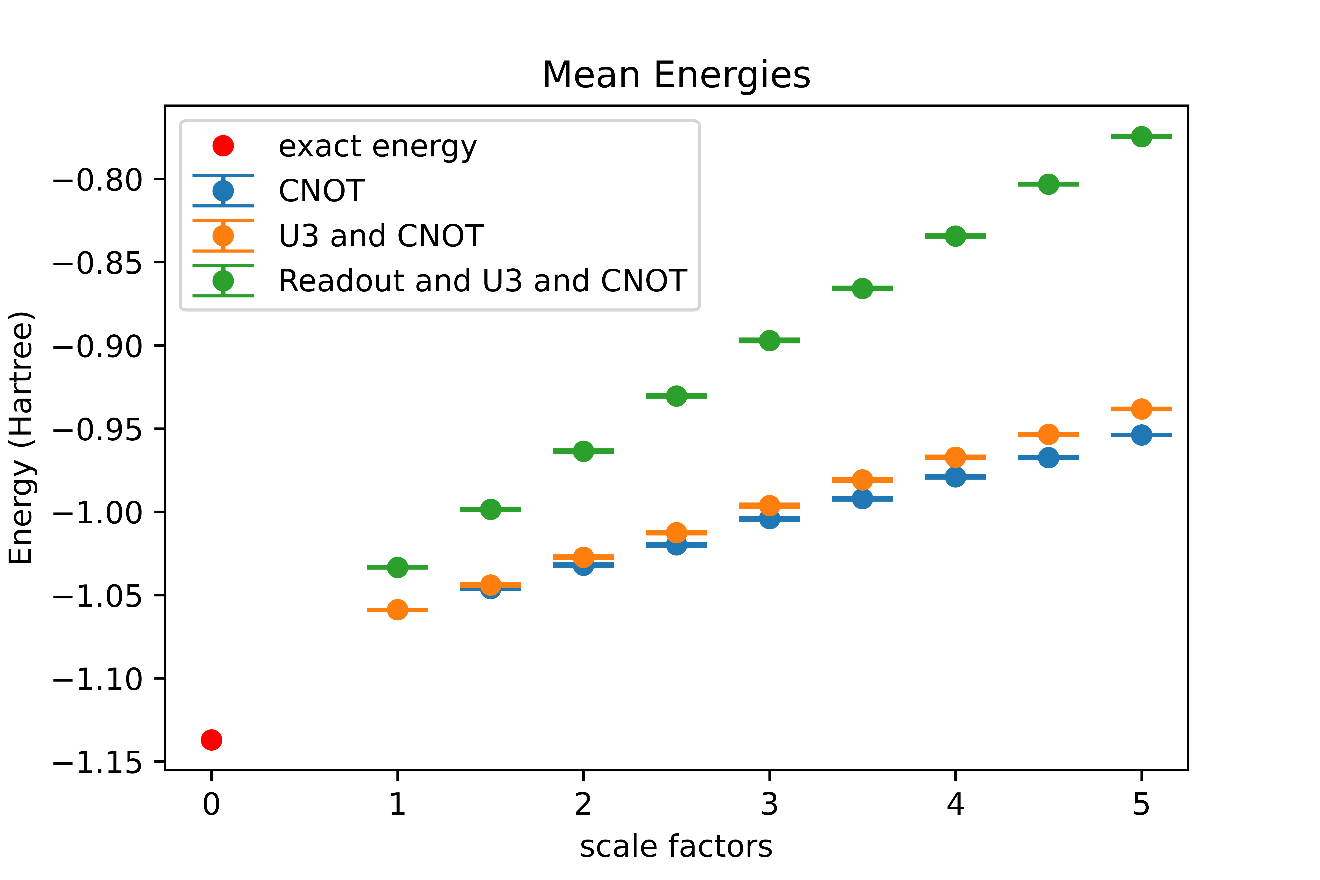 Mean Energies
exact energy
CNOT
U3 and CNOT
Readout and U3 and CNOT
Energy (Hartree)
−0.80
−0.85
−0.90
−0.95
−1.00
−1.05
−1.10
−1.15
0 1 2 3 4 5
scale factors